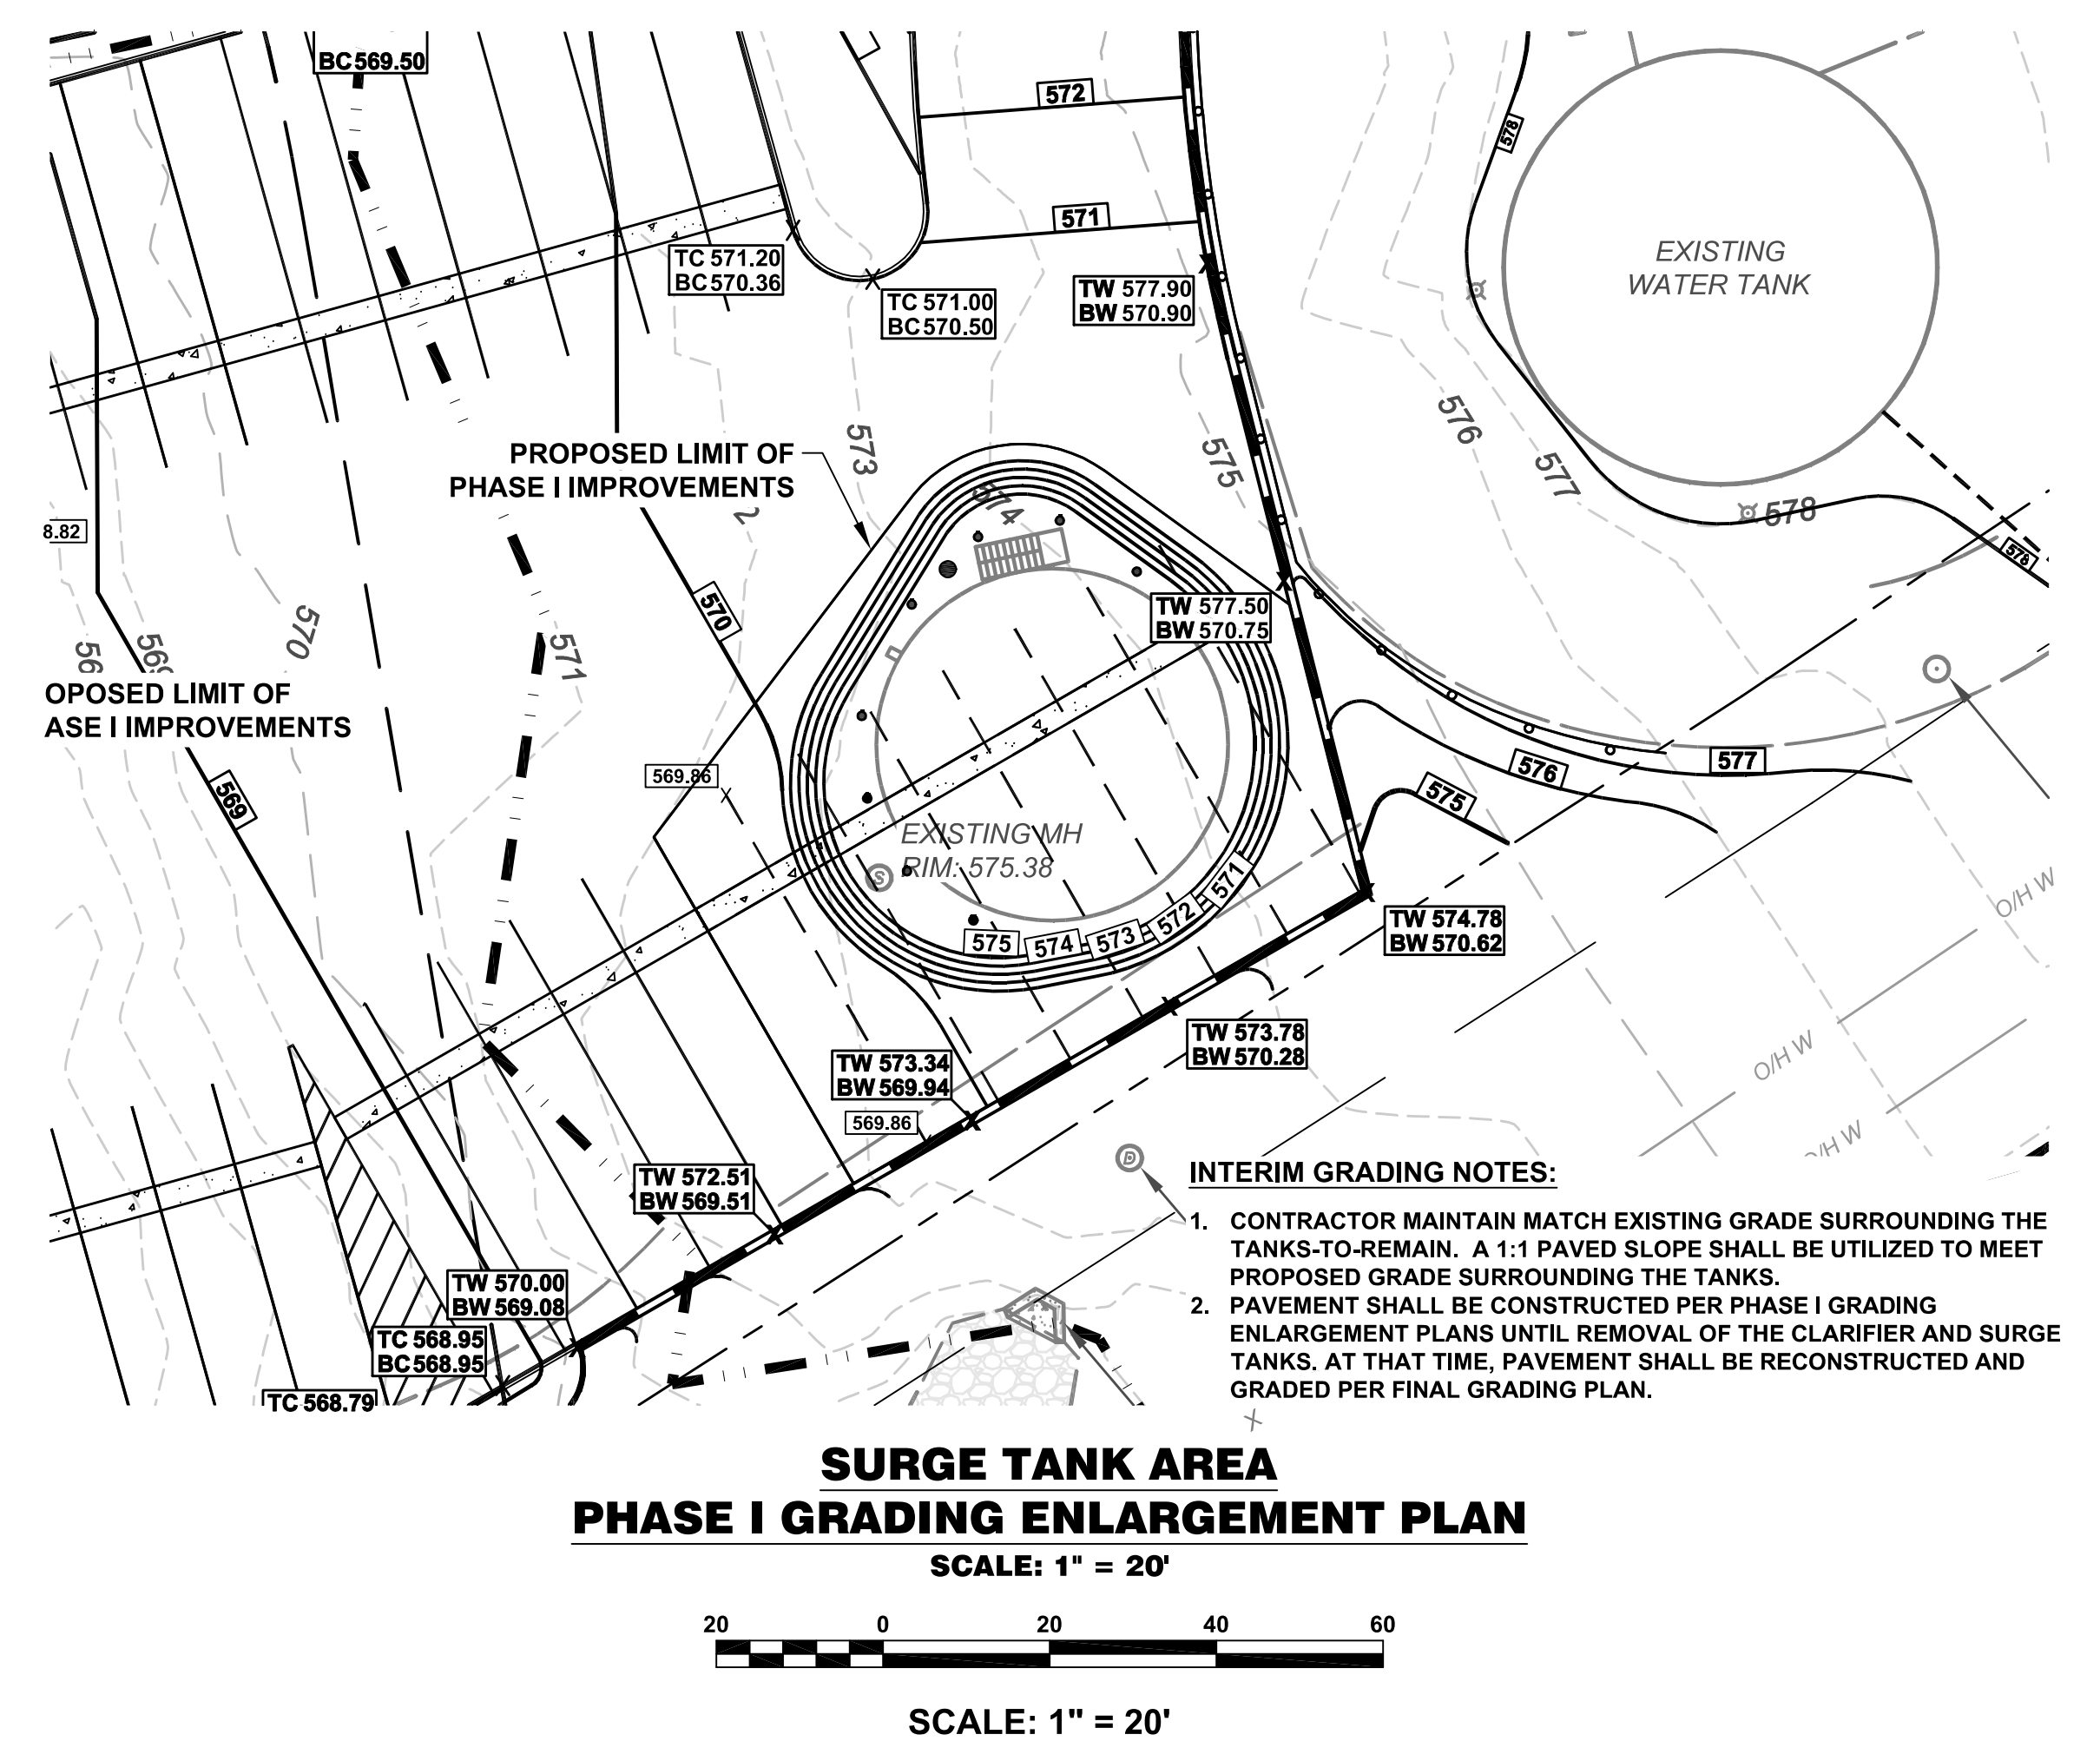 BC 569.50
572
578
571
TC 571.20
BC 570.36
TC 571.00
BC 570.50
TW 577.90
BW 570.90
EXISTING
WATER TANK
576
573
575
577
PROPOSED LIMIT OF
PHASE I IMPROVEMENTS
574
578
8.82
578
570
570
571
TW 577.50
BW 570.75
OPOSED LIMIT OF
ASE I IMPROVEMENTS
569
569.86
577
576
575
EXISTING MH
RIM: 575.38
S
571
572
573
574
575
O/H W
TW 574.78
BW 570.62
TW 573.78
BW 570.28
O/H W
TW 573.34
BW 569.94
569.86
O/H W
D
TW 572.51
BW 569.51
TW 570.00
BW 569.08
TC 568.95
BC 568.95
TC 568.79
INTERIM GRADING NOTES:
1. CONTRACTOR MAINTAIN MATCH EXISTING GRADE SURROUNDING THE
TANKS-TO-REMAIN. A 1:1 PAVED SLOPE SHALL BE UTILIZED TO MEET
PROPOSED GRADE SURROUNDING THE TANKS.
2. PAVEMENT SHALL BE CONSTRUCTED PER PHASE I GRADING
ENLARGEMENT PLANS UNTIL REMOVAL OF THE CLARIFIER AND SURGE
TANKS. AT THAT TIME, PAVEMENT SHALL BE RECONSTRUCTED AND
GRADED PER FINAL GRADING PLAN.
SURGE TANK AREA
PHASE I GRADING ENLARGEMENT PLAN
SCALE: 1" = 20'
20 0 20 40 60
SCALE: 1" = 20'